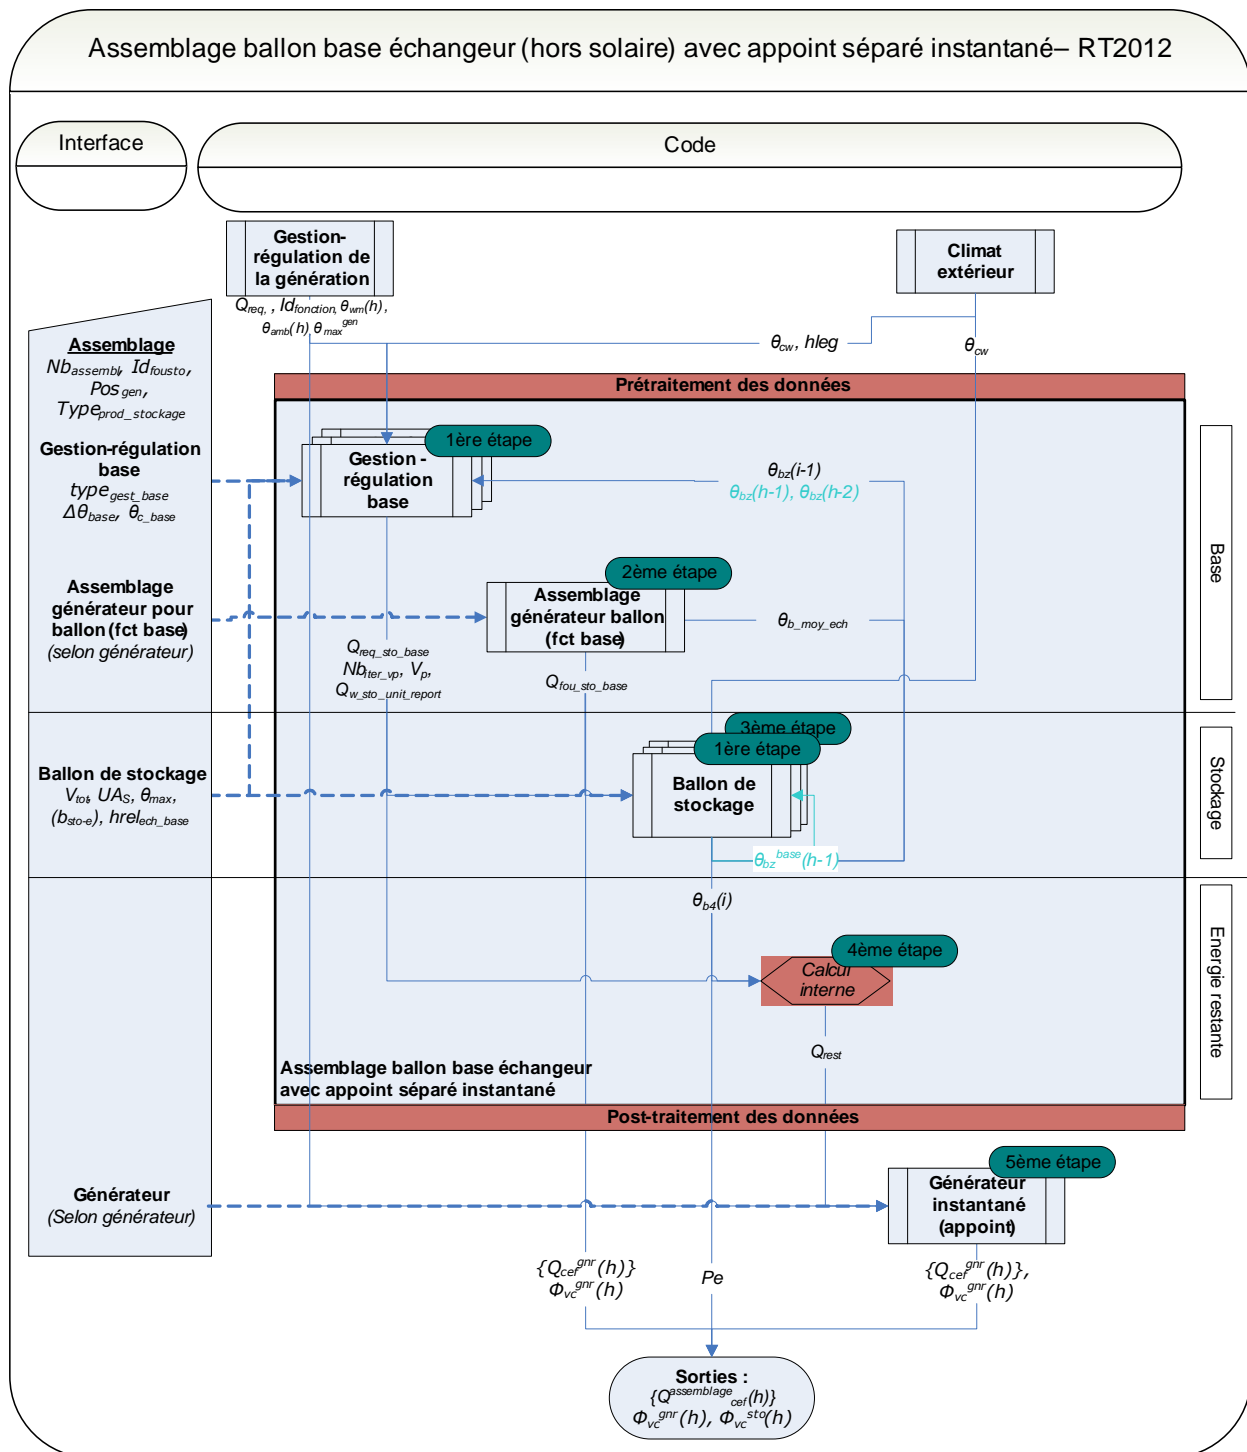 Assemblage ballon base échangeur (hors solaire) avec appoint séparé instantané– RT2012
Interface
Code
Gestion-
régulation de
la génération
Climat
extérieur
Qreq, , Idfonction, θwm(h) ,
θamb(h) θmax^gen
θcw, hleg
θcw
Assemblage
Nbassembl, Idfousto,
Posgen,
Typeprod_stockage
Prétraitement des données
Gestion-régulation
base
typegest_base
Δθbase, θc_base
1ère étape
Gestion -
régulation
base
θbz(i-1)
θbz(h-1), θbz(h-2)
Base
Assemblage
générateur pour
ballon (fct base)
(selon générateur)
2ème étape
Assemblage
générateur ballon
(fct base)
θb_moy_ech
Qreq_sto_base
Nbiter_vp, Vp,
Qw_sto_unit_report
Qfou_sto_base
3ème étape
1ère étape
Ballon de
stockage
Ballon de stockage
Vtot, UAS, θmax,
(bsto-e), hrelech_base
Stockage
θbz^base(h-1)
θb4(i)
4ème étape
Calcul
interne
Energie restante
Qrest
Assemblage ballon base échangeur
avec appoint séparé instantané
Post-traitement des données
5ème étape
Générateur
(Selon générateur)
Générateur
instantané
(appoint)
{Qcef^gnr(h)}
Φvc^gnr(h)
Pe
{Qcef^gnr(h)},
Φvc^gnr(h)
Sorties :
{Q^assemblage cef(h)}
Φvc^gnr(h), Φvc^sto(h)